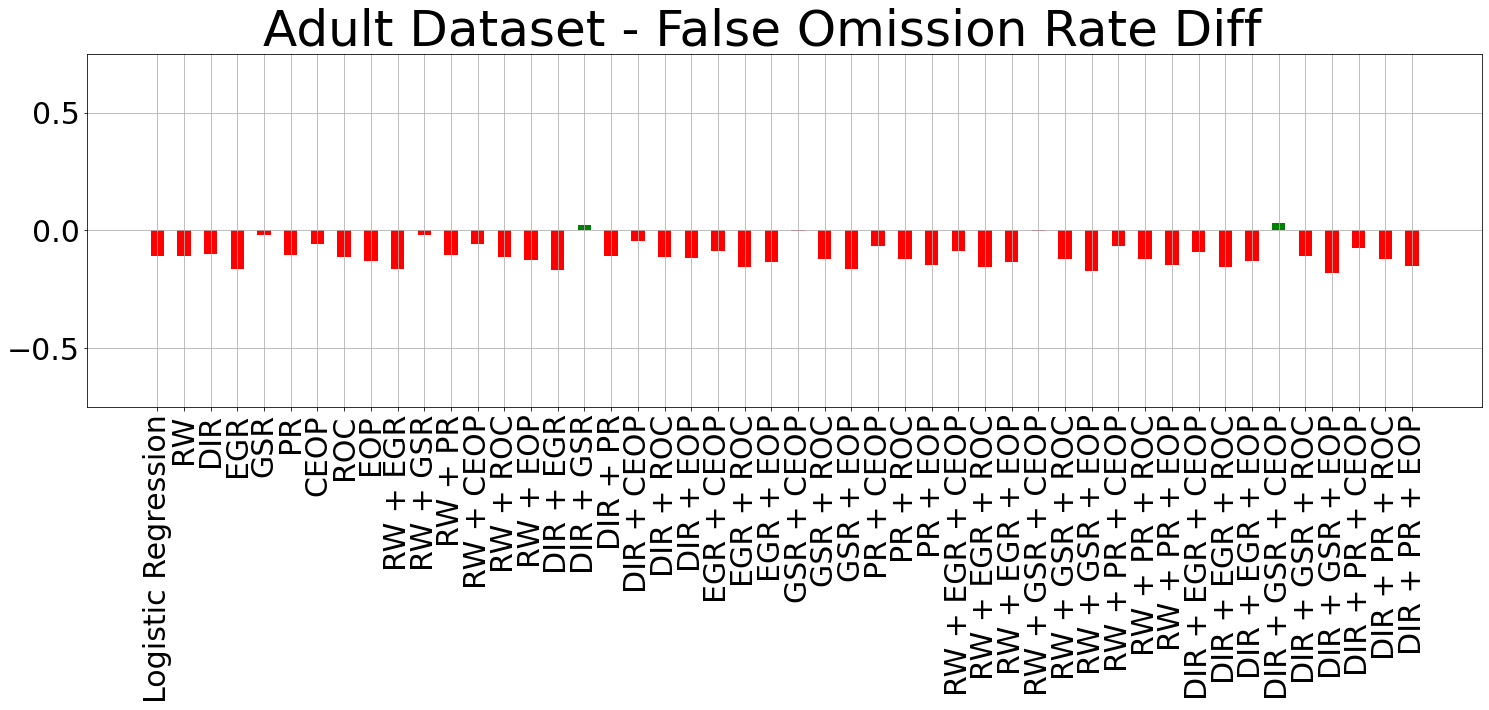 Adult Dataset - False Omission Rate Diff
0.5
0.0
−0.5
Logistic Regression
RW
DIR
EGR
GSR
PR
CEOP
ROC
EOP
RW + EGR
RW + GSR
RW + PR
RW + CEOP
RW + ROC
RW + EOP
DIR + EGR
DIR + GSR
DIR + PR
DIR + CEOP
DIR + ROC
DIR + EOP
EGR + CEOP
EGR + ROC
EGR + EOP
GSR + CEOP
GSR + ROC
GSR + EOP
PR + CEOP
PR + ROC
PR + EOP
RW + EGR + CEOP
RW + EGR + ROC
RW + EGR + EOP
RW + GSR + CEOP
RW + GSR + ROC
RW + GSR + EOP
RW + PR + CEOP
RW + PR + ROC
RW + PR + EOP
DIR + EGR + CEOP
DIR + EGR + ROC
DIR + EGR + EOP
DIR + GSR + CEOP
DIR + GSR + ROC
DIR + GSR + EOP
DIR + PR + CEOP
DIR + PR + ROC
DIR + PR + EOP